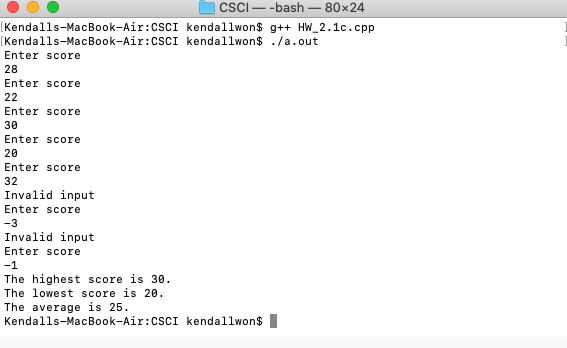 CSCI — -bash — 80×24
[Kendalls-MacBook-Air:CSCI kendallwon$ g++ HW_2.1c.cpp ]
[Kendalls-MacBook-Air:CSCI kendallwon$ ./a.out ]
Enter score
28
Enter score
22
Enter score
30
Enter score
20
Enter score
32
Invalid input
Enter score
-3
Invalid input
Enter score
-1
The highest score is 30.
The lowest score is 20.
The average is 25.
Kendalls-MacBook-Air:CSCI kendallwon$